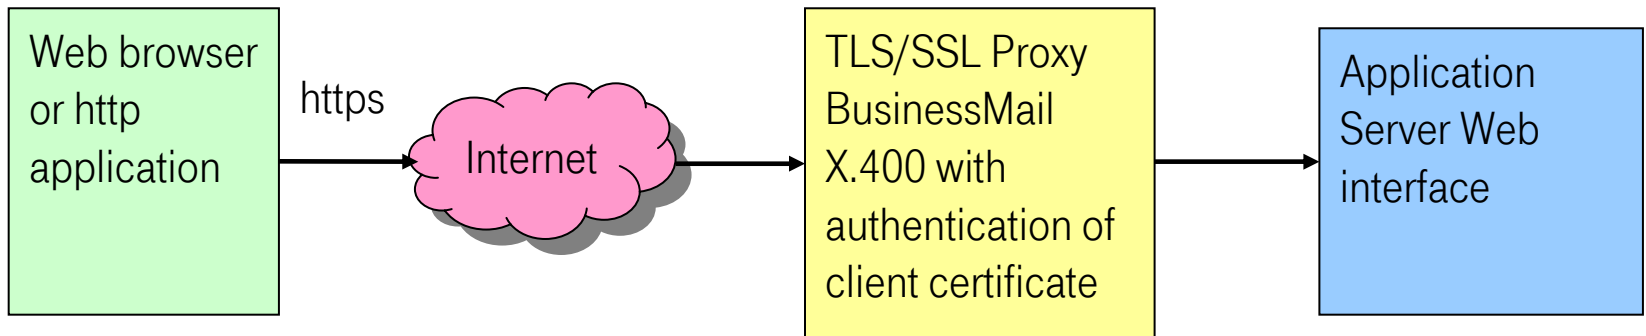 Web browser
or http
application
https
Internet
TLS/SSL Proxy
BusinessMail
X.400 with
authentication of
client certificate
Application
Server Web
interface